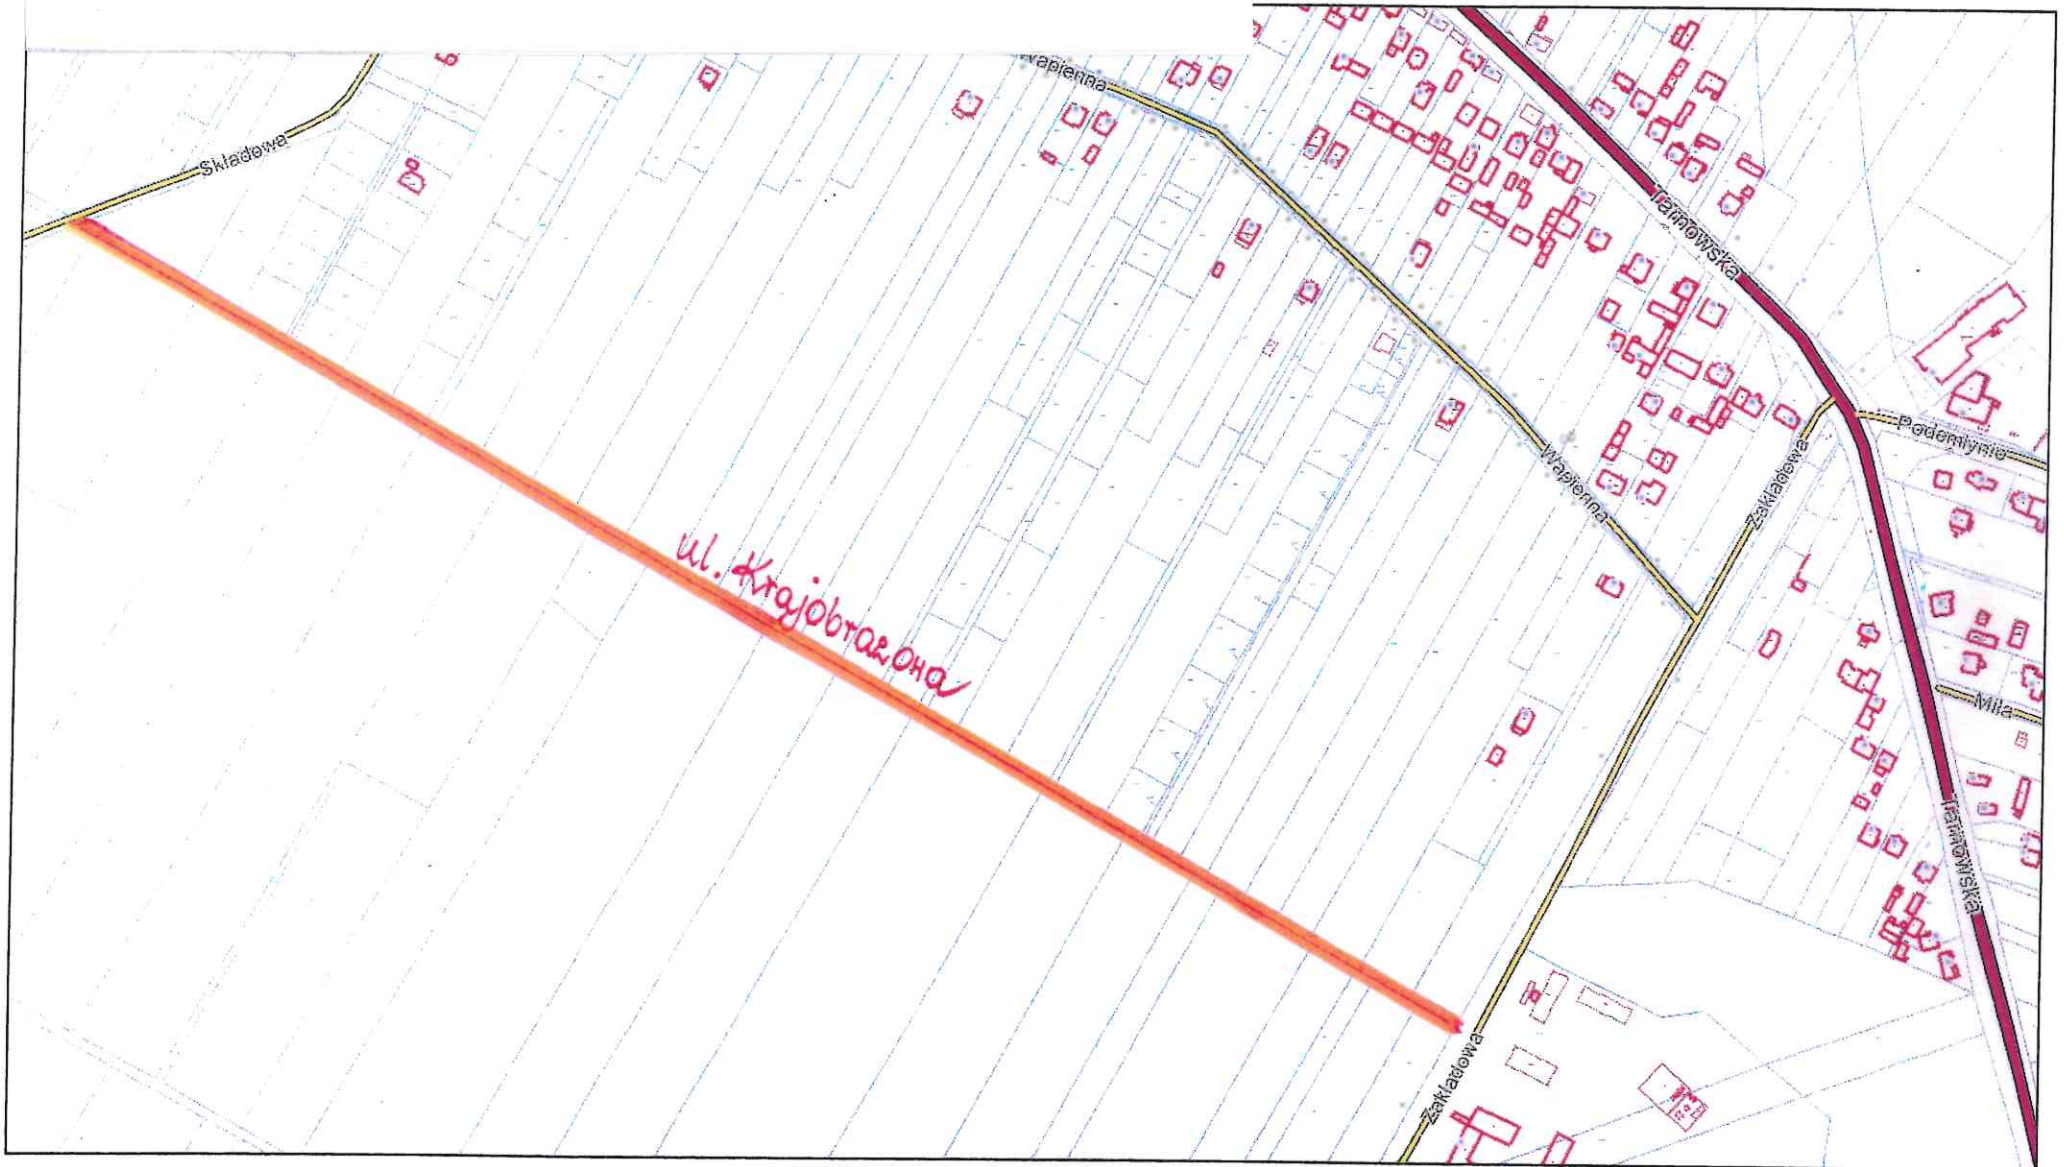 Wapienna
Składowa
Tarnowska
Podemłynie
Zakładowa
Wapienna
ul. Krajobrazowa
Miła
Tarnowska
Zakładowa